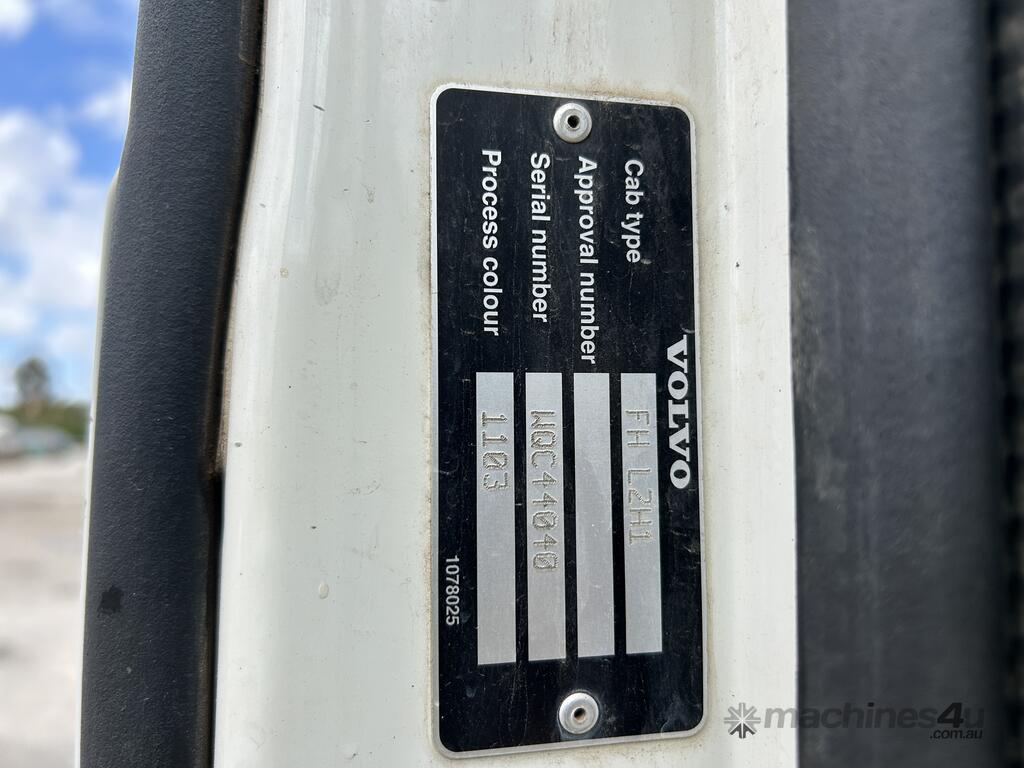 VOLVO
Cab type FH L2H1
Approval number
Serial number WQC44040
Process colour 1103
1078025
machines4u
.com.au